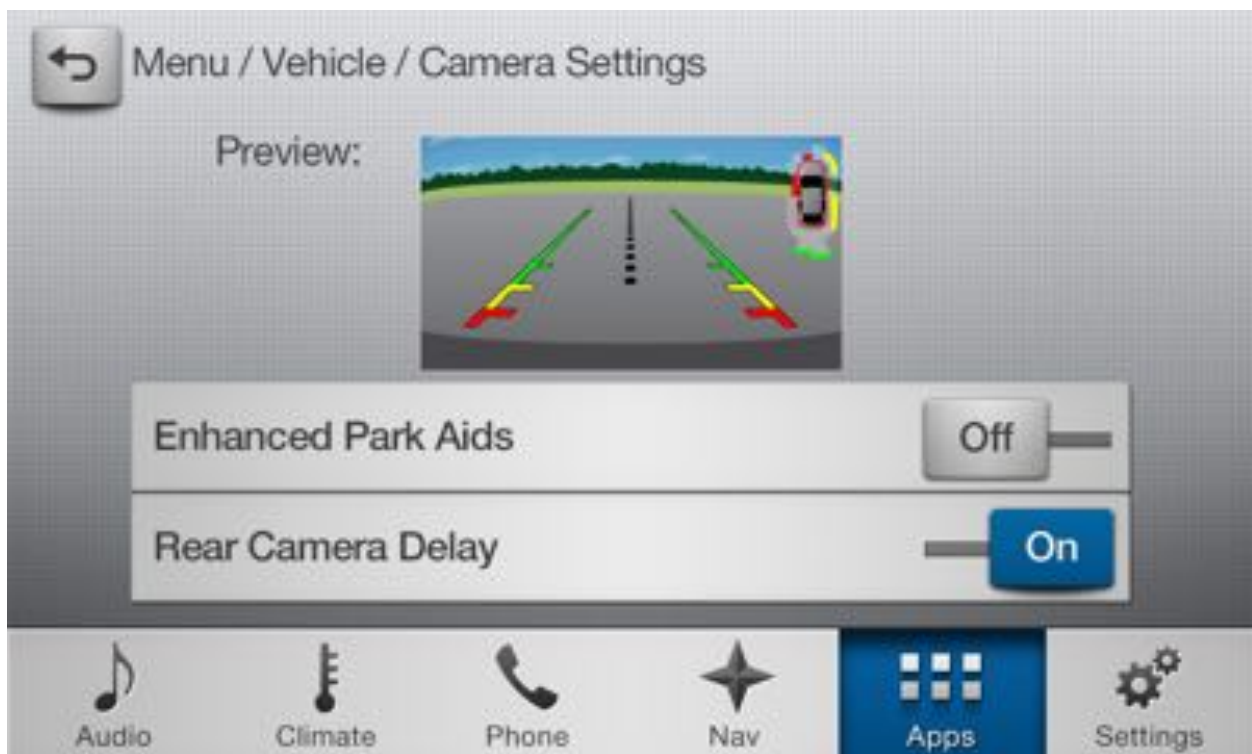 Menu / Vehicle / Camera Settings
Preview:
Enhanced Park Aids
Off
Rear Camera Delay
On
Audio
Climate
Phone
Nav
Apps
Settings